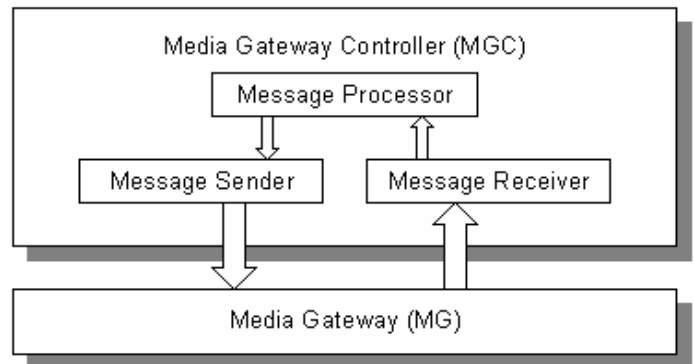 Media Gateway Controller (MGC)
Message Processor
Message Sender
Message Receiver
Media Gateway (MG)